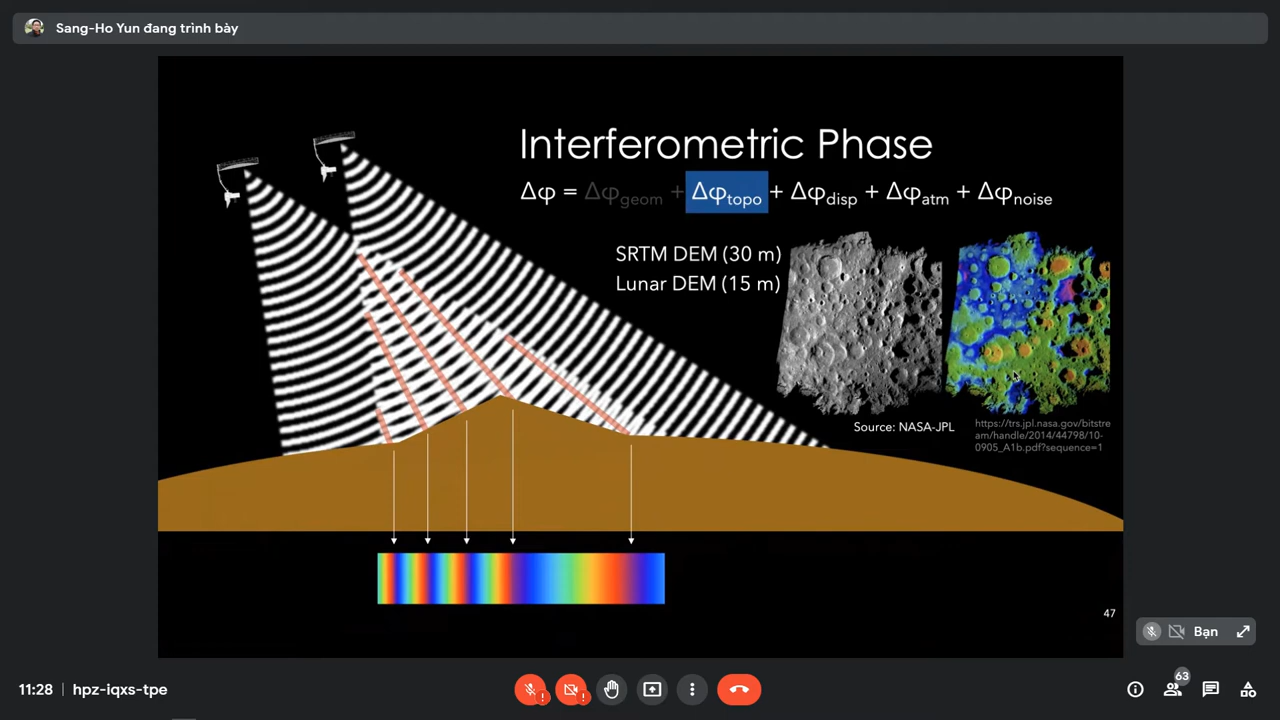 Sang-Ho Yun đang trình bày
Interferometric Phase
Δφ = Δφgeom + Δφtopo + Δφdisp + Δφatm + Δφnoise
SRTM DEM (30 m)
Lunar DEM (15 m)
Source: NASA-JPL
https://trs.jpl.nasa.gov/bitstre
am/handle/2014/44798/10-
0905_A1b.pdf?sequence=1
47
Bạn
11:28 | hpz-iqxs-tpe
63